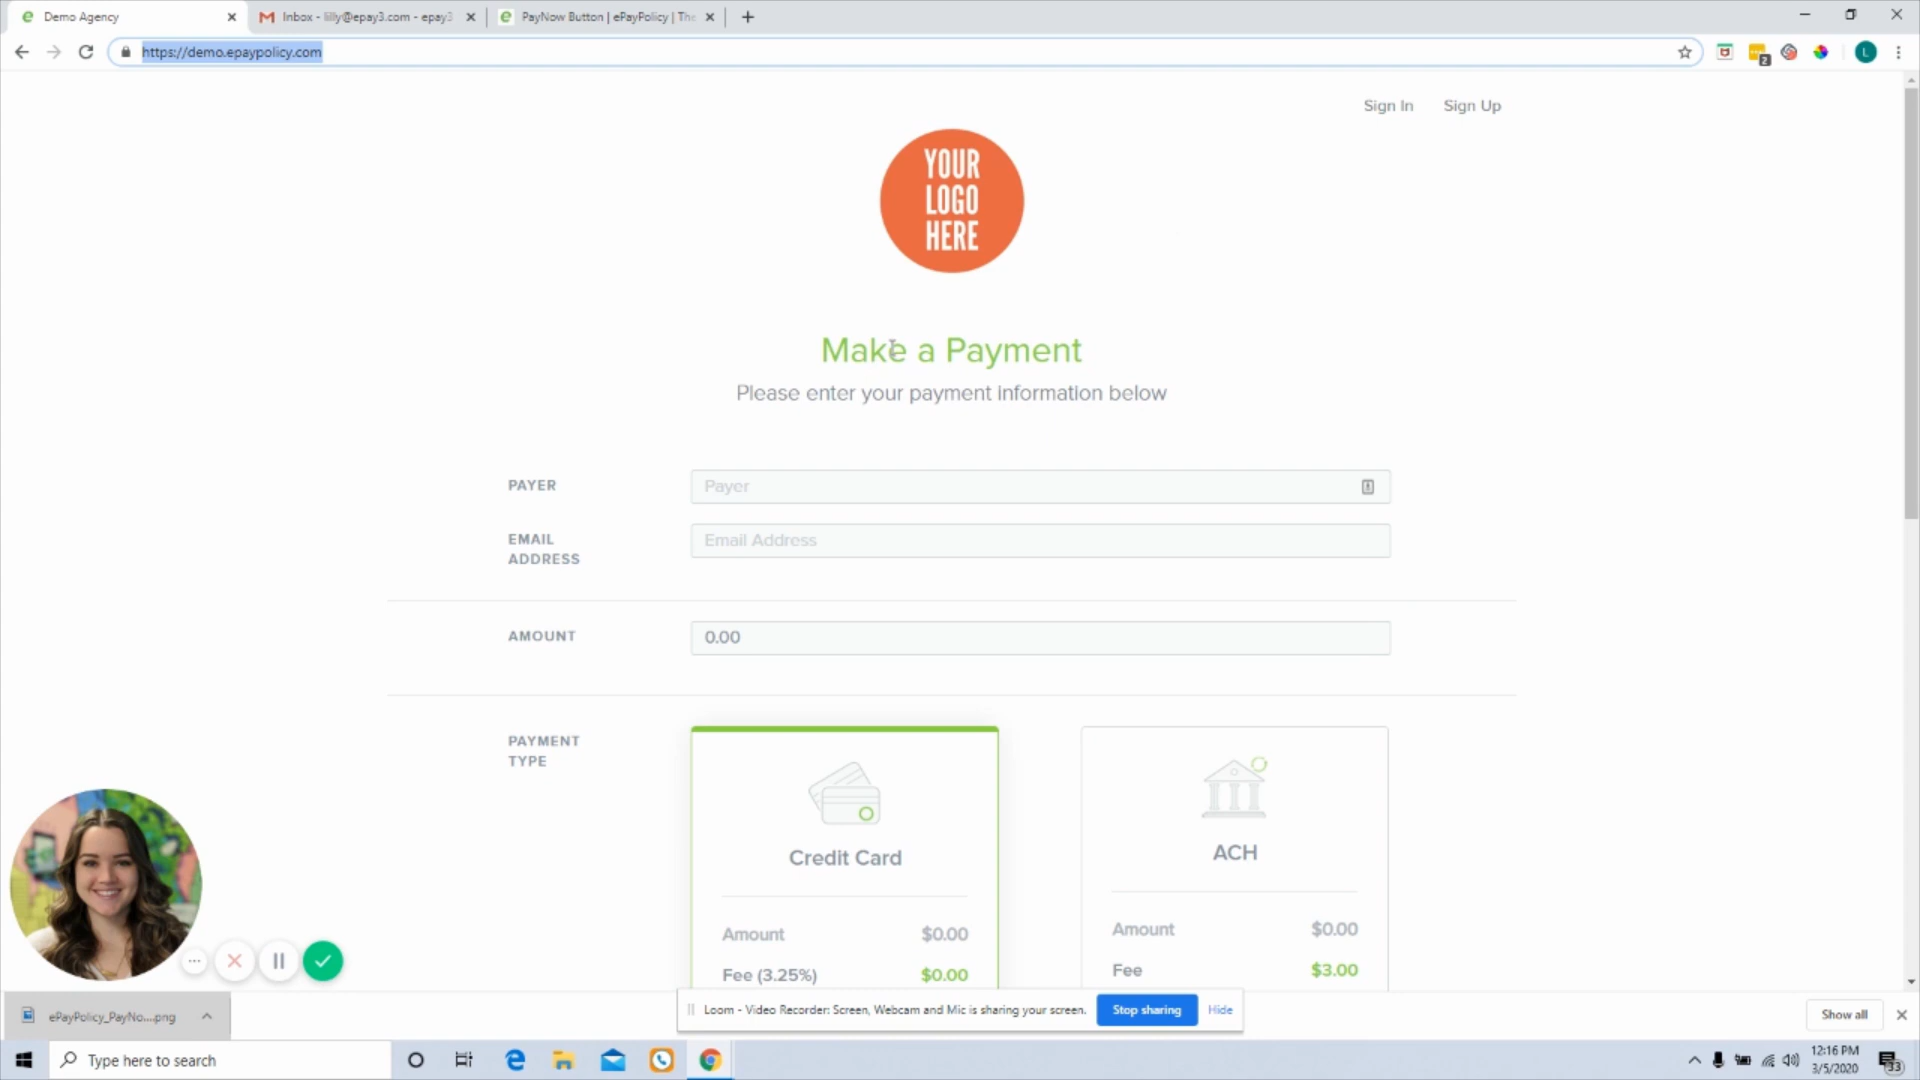 Demo Agency
Inbox - lilly@epay3.com - epay3
PayNow Button | ePayPolicy | The
https://demo.epaypolicy.com
2
L
Sign In
Sign Up
YOUR
LOGO
HERE
Make a Payment
Please enter your payment information below
PAYER
Payer
EMAIL
ADDRESS
Email Address
AMOUNT
0.00
PAYMENT
TYPE
Credit Card
Amount
$0.00
Fee (3.25%)
$0.00
ACH
Amount
$0.00
Fee
$3.00
Loom - Video Recorder: Screen, Webcam and Mic is sharing your screen.
Stop sharing
Hide
ePayPolicy_PayNo....png
Show all
Type here to search
12:16 PM
3/5/2020
33